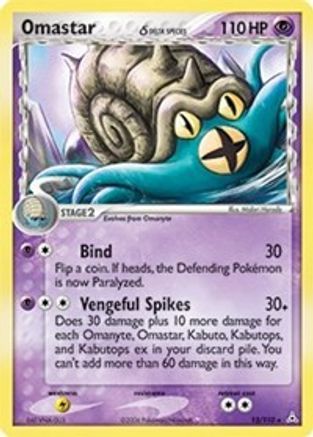 Omastar δ DELTA SPECIES 110 HP
STAGE 2
Evolves from Omanyte
Illus. Midori Harada
Bind 30
Flip a coin. If heads, the Defending Pokémon
is now Paralyzed.
Vengeful Spikes 30+
Does 30 damage plus 10 more damage for
each Omanyte, Omastar, Kabuto, Kabutops,
and Kabutops ex in your discard pile. You
can't add more than 60 damage in this way.
weakness resistance retreat cost